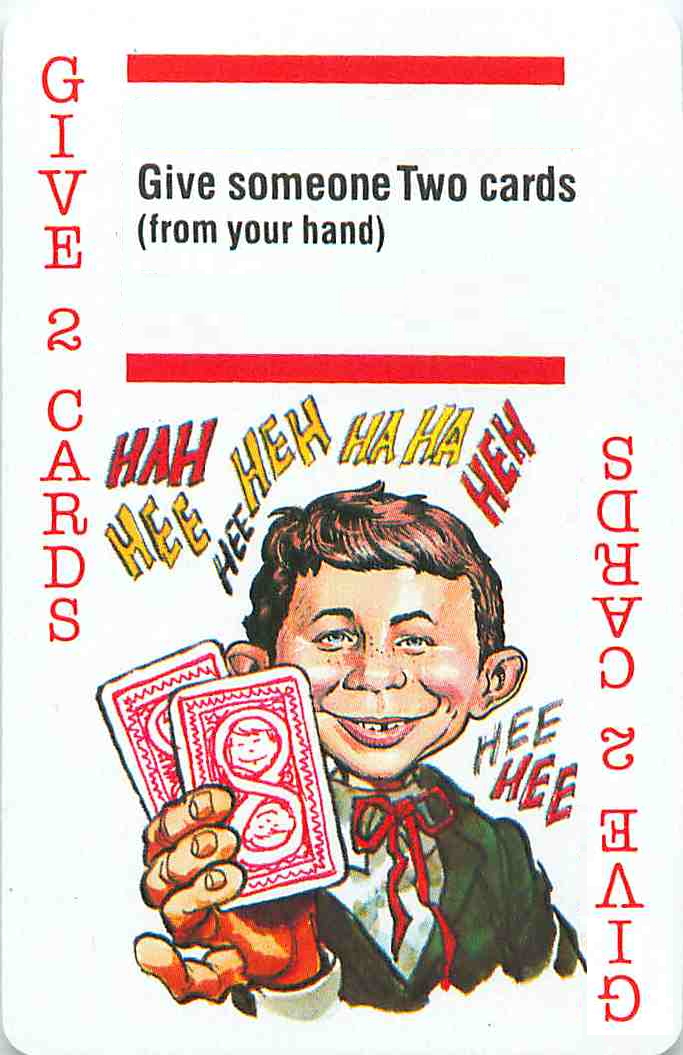 GIVE 2 CARDS
Give someone Two cards
(from your hand)
HAH
HEE
HEE
HEH
HA HA
HEH
HEE
HEE
GIVE 2 CARDS